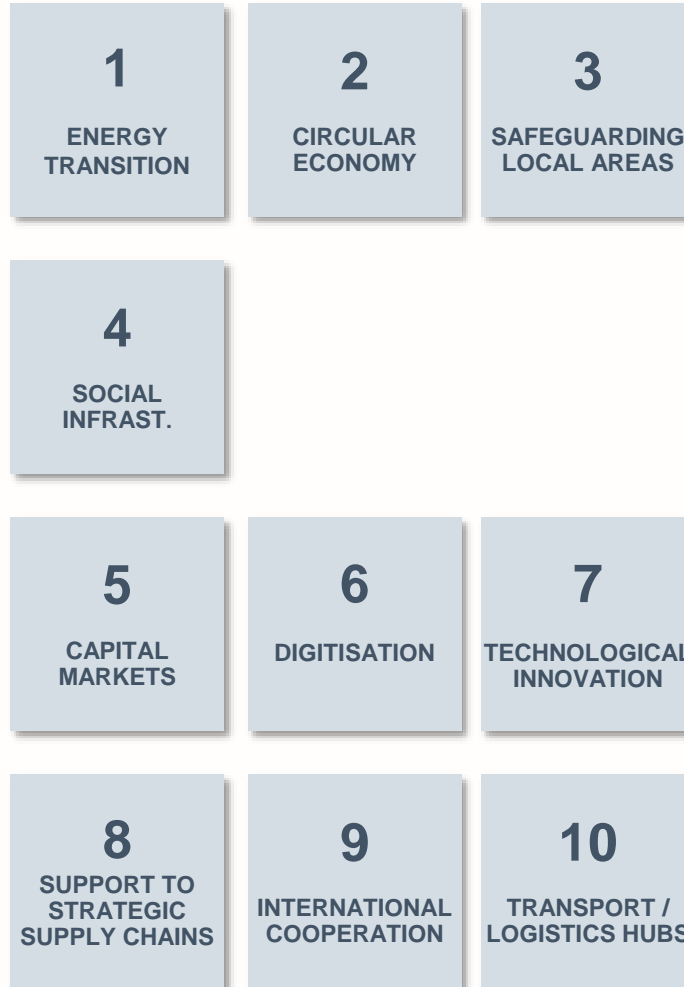 1
ENERGY
TRANSITION
2
CIRCULAR
ECONOMY
3
SAFEGUARDING
LOCAL AREAS
4
SOCIAL
INFRAST.
5
CAPITAL
MARKETS
6
DIGITISATION
7
TECHNOLOGICAL
INNOVATION
8
SUPPORT TO
STRATEGIC
SUPPLY CHAINS
9
INTERNATIONAL
COOPERATION
10
TRANSPORT /
LOGISTICS HUBS